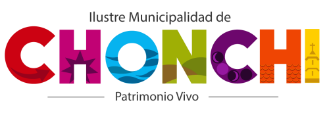 Ilustre Municipalidad de
CHONCHI
Patrimonio Vivo